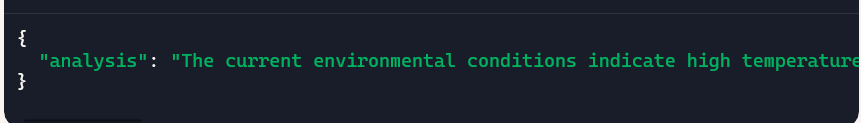 {
"analysis": "The current environmental conditions indicate high temperature
}